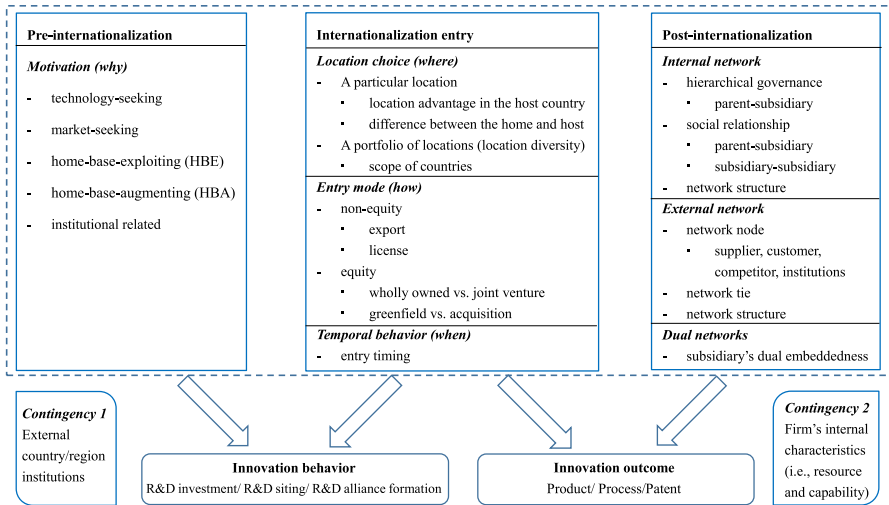 Pre-internationalization
Motivation (why)
- technology-seeking
- market-seeking
- home-base-exploiting (HBE)
- home-base-augmenting (HBA)
- institutional related
Internationalization entry
Location choice (where)
- A particular location
▪ location advantage in the host country
▪ difference between the home and host
- A portfolio of locations (location diversity)
▪ scope of countries
Entry mode (how)
- non-equity
▪ export
▪ license
- equity
▪ wholly owned vs. joint venture
▪ greenfield vs. acquisition
Temporal behavior (when)
- entry timing
Post-internationalization
Internal network
- hierarchical governance
▪ parent-subsidiary
- social relationship
▪ parent-subsidiary
▪ subsidiary-subsidiary
- network structure
External network
- network node
▪ supplier, customer,
competitor, institutions
- network tie
- network structure
Dual networks
- subsidiary's dual embeddedness
Contingency 1
External
country/region
institutions
Innovation behavior
R&D investment/ R&D siting/ R&D alliance formation
Innovation outcome
Product/ Process/Patent
Contingency 2
Firm's internal
characteristics
(i.e., resource
and capability)